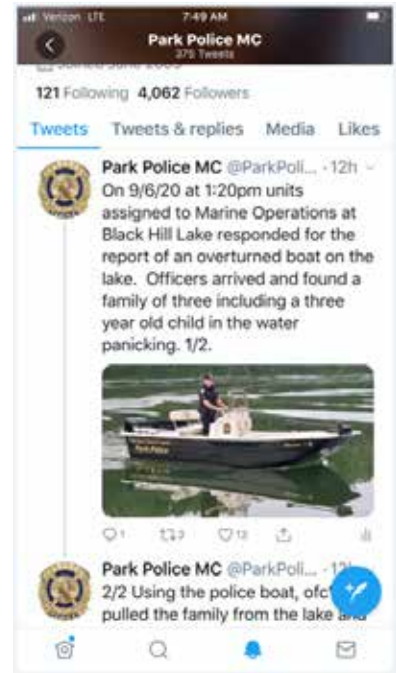 Verizon LTE 7:49 AM
Park Police MC
375 Tweets
121 Following 4,062 Followers
Tweets Tweets & replies Media Likes
Park Police MC @ParkPoli... · 12h
On 9/6/20 at 1:20pm units
assigned to Marine Operations at
Black Hill Lake responded for the
report of an overturned boat on the
lake. Officers arrived and found a
family of three including a three
year old child in the water
panicking. 1/2.
Park Police
1 3 13
Park Police MC @ParkPoli... · 12h
2/2 Using the police boat, ofc'
pulled the family from the lake and